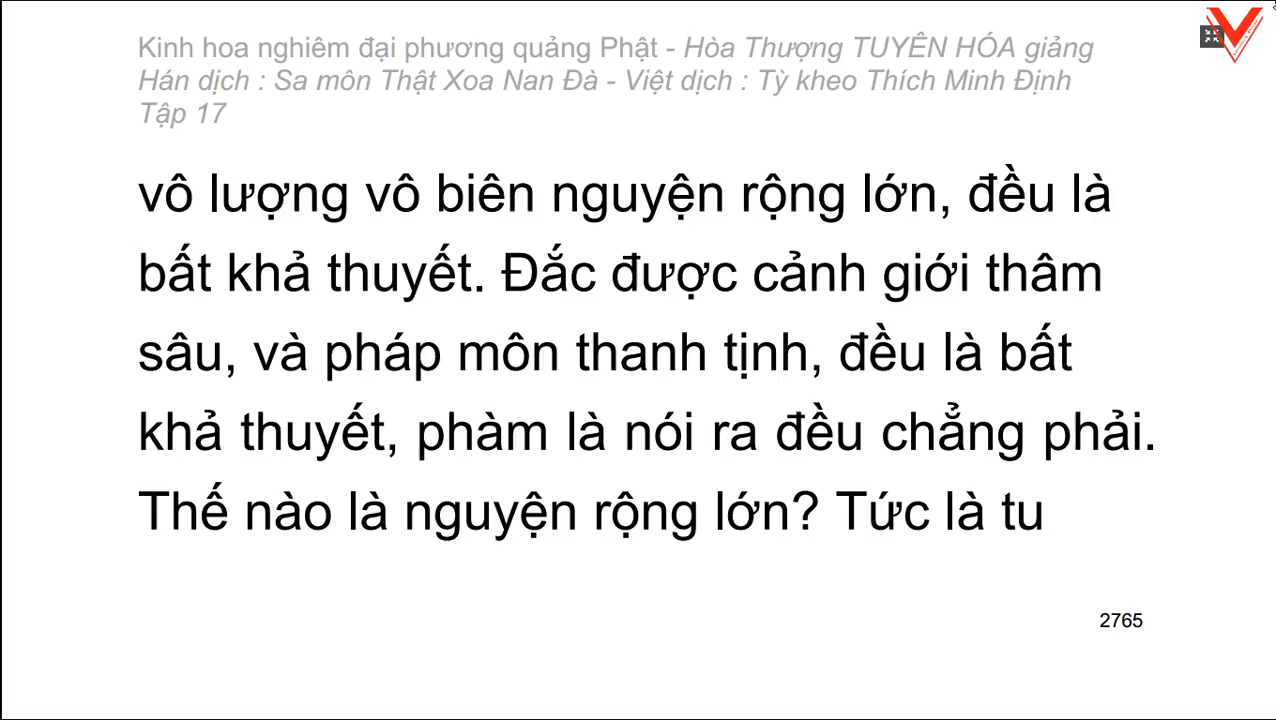 Kinh hoa nghiêm đại phương quảng Phật - Hòa Thượng TUYÊN HÓA giảng
Hán dịch : Sa môn Thật Xoa Nan Đà - Việt dịch : Tỳ kheo Thích Minh Định
Tập 17
vô lượng vô biên nguyện rộng lớn, đều là
bất khả thuyết. Đắc được cảnh giới thâm
sâu, và pháp môn thanh tịnh, đều là bất
khả thuyết, phàm là nói ra đều chẳng phải.
Thế nào là nguyện rộng lớn? Tức là tu
2765